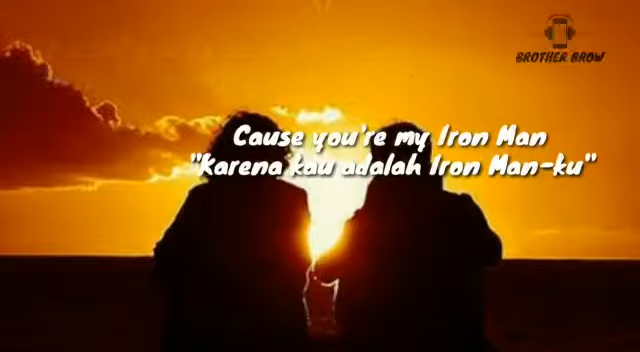 BROTHER BROW
Cause you're my Iron Man
"Karena kau adalah Iron Man-ku"